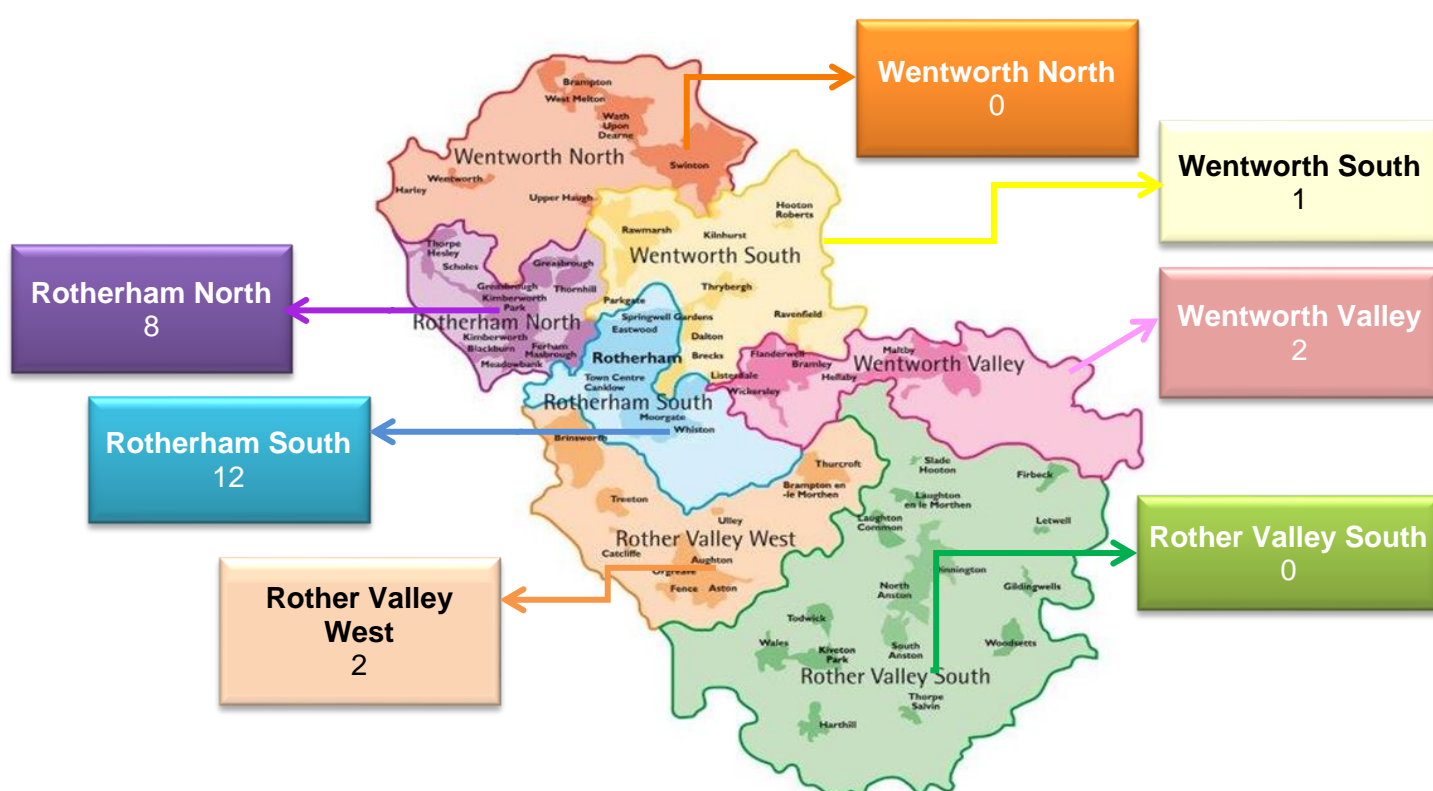 Wentworth North
0
Wentworth South
1
Wentworth Valley
2
Rother Valley South
0
Rotherham North
8
Rotherham South
12
Rother Valley
West
2
Brampton
West Melton
Wath
Upon
Dearne
Wentworth North
Swinton
Wentworth
Harley
Upper Haugh
Hooton
Roberts
Rawmarsh
Kilnhurst
Wentworth South
Thrybergh
Parkgate
Ravenfield
Dalton
Brecks
Listerdale
Thorpe
Hesley
Scholes
Greasbrough
Greasbrough
Kimberworth
Park
Thornhill
Rotherham North
Kimberworth
Blackburn
Ferham
Masbrough
Meadowbank
Springwell Gardens
Eastwood
Rotherham
Town Centre
Canklow
Rotherham South
Moorgate
Whiston
Flanderwell
Bramley
Hellaby
Maltby
Wentworth Valley
Wickersley
Brinsworth
Thurcroft
Brampton en
-le Morthen
Treeton
Ulley
Rother Valley West
Catcliffe
Aughton
Orgreave
Fence
Aston
Slade
Hooton
Firbeck
Laughton
en le Morthen
Laughton
Common
Letwell
Dinnington
Gildingwells
North
Anston
Todwick
Wales
Kiveton
Park
South
Anston
Woodsetts
Rother Valley South
Thorpe
Salvin
Harthill